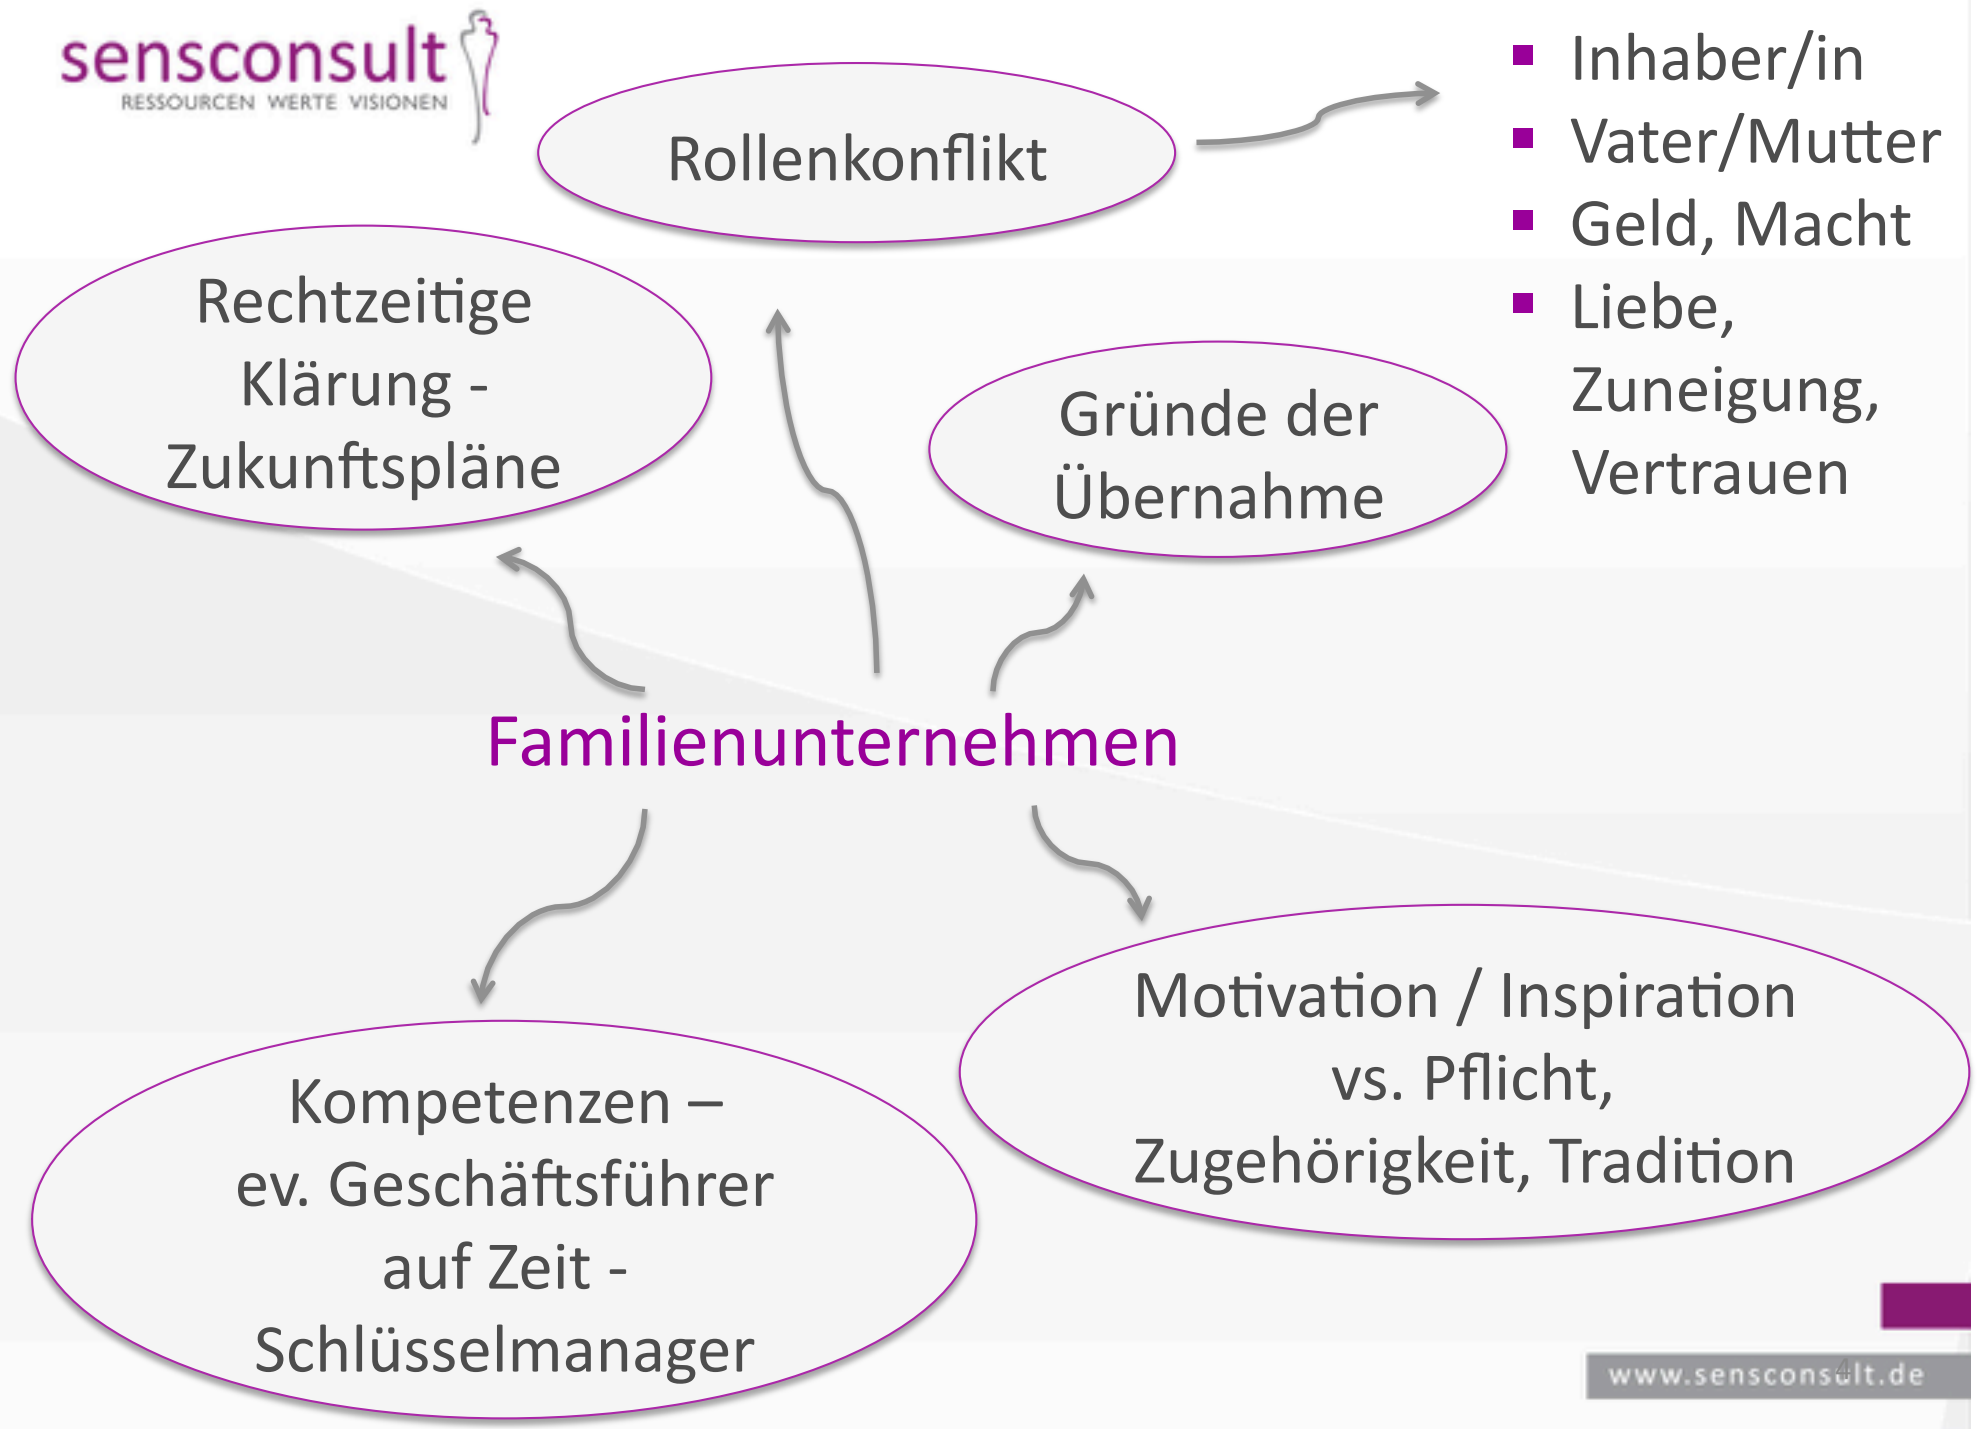 sensconsult
RESSOURCEN WERTE VISIONEN
Rollenkonflikt
▪ Inhaber/in
▪ Vater/Mutter
▪ Geld, Macht
▪ Liebe,
Zuneigung,
Vertrauen
Rechtzeitige
Klärung -
Zukunftspläne
Gründe der
Übernahme
Familienunternehmen
Motivation / Inspiration
vs. Pflicht,
Zugehörigkeit, Tradition
Kompetenzen –
ev. Geschäftsführer
auf Zeit -
Schlüsselmanager
www.sensconsult.de
4